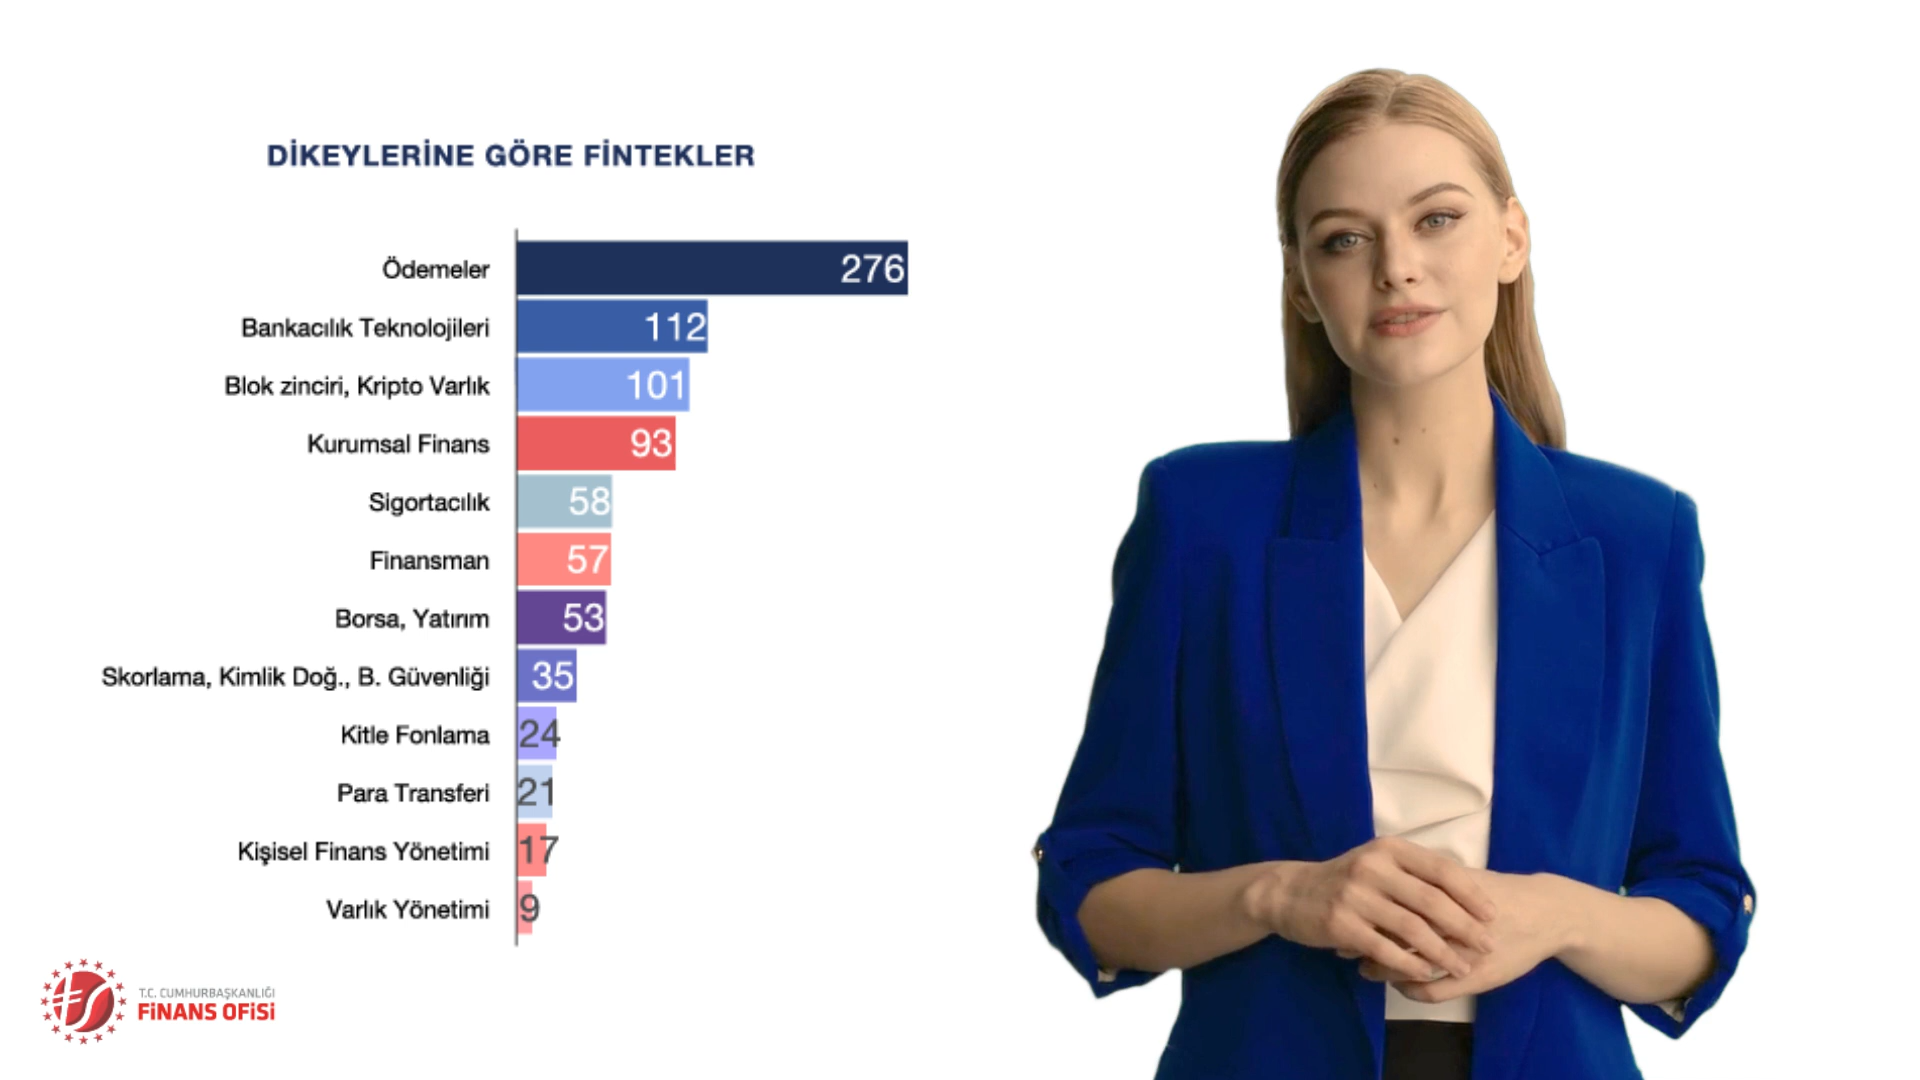 DİKEYLERİNE GÖRE FİNTEKLER
Ödemeler 276
Bankacılık Teknolojileri 112
Blok zinciri, Kripto Varlık 101
Kurumsal Finans 93
Sigortacılık 58
Finansman 57
Borsa, Yatırım 53
Skorlama, Kimlik Doğ., B. Güvenliği 35
Kitle Fonlama 24
Para Transferi 21
Kişisel Finans Yönetimi 17
Varlık Yönetimi 9
T.C. CUMHURBAŞKANLIĞI
FİNANS OFİSİ